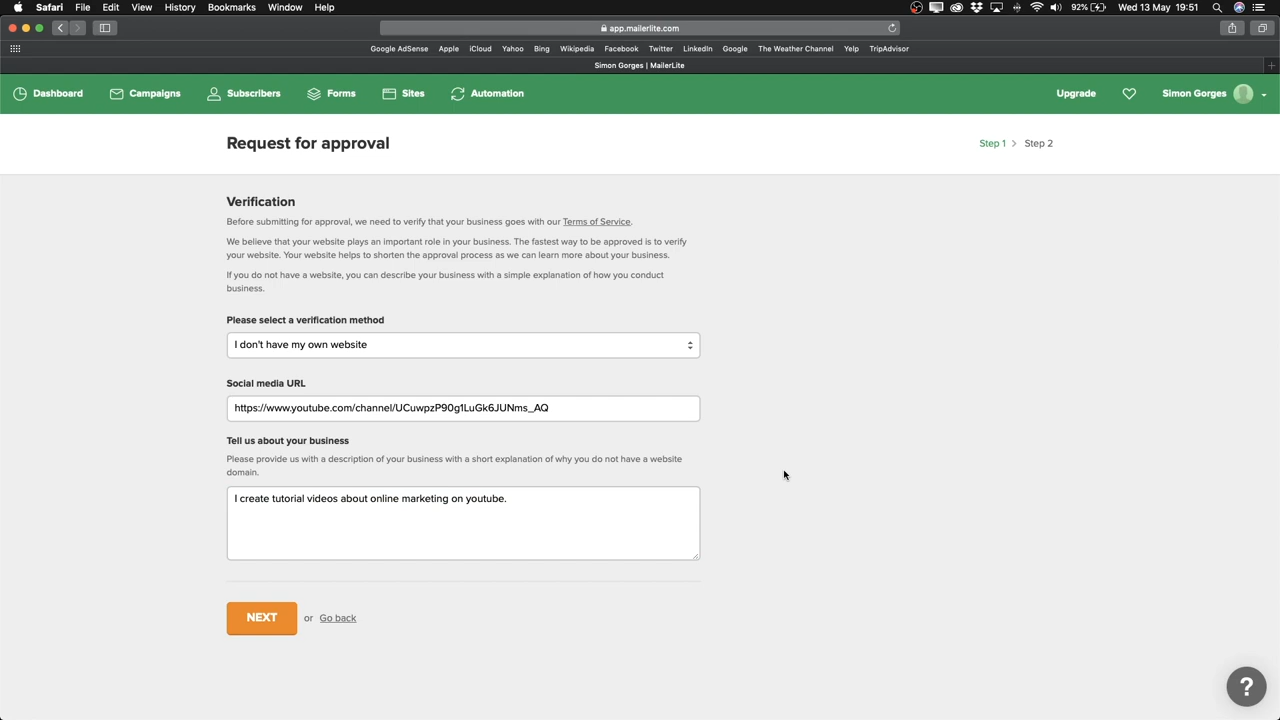 Safari File Edit View History Bookmarks Window Help 92% Wed 13 May 19:51
app.mailerlite.com
Google AdSense Apple iCloud Yahoo Bing Wikipedia Facebook Twitter LinkedIn Google The Weather Channel Yelp TripAdvisor
Simon Gorges | MailerLite
Dashboard Campaigns Subscribers Forms Sites Automation Upgrade Simon Gorges
Request for approval Step 1 > Step 2
Verification
Before submitting for approval, we need to verify that your business goes with our Terms of Service.
We believe that your website plays an important role in your business. The fastest way to be approved is to verify
your website. Your website helps to shorten the approval process as we can learn more about your business.
If you do not have a website, you can describe your business with a simple explanation of how you conduct
business.
Please select a verification method
I don't have my own website
Social media URL
https://www.youtube.com/channel/UCuwpzP90g1LuGk6JUNms_AQ
Tell us about your business
Please provide us with a description of your business with a short explanation of why you do not have a website
domain.
I create tutorial videos about online marketing on youtube.
NEXT or Go back
?